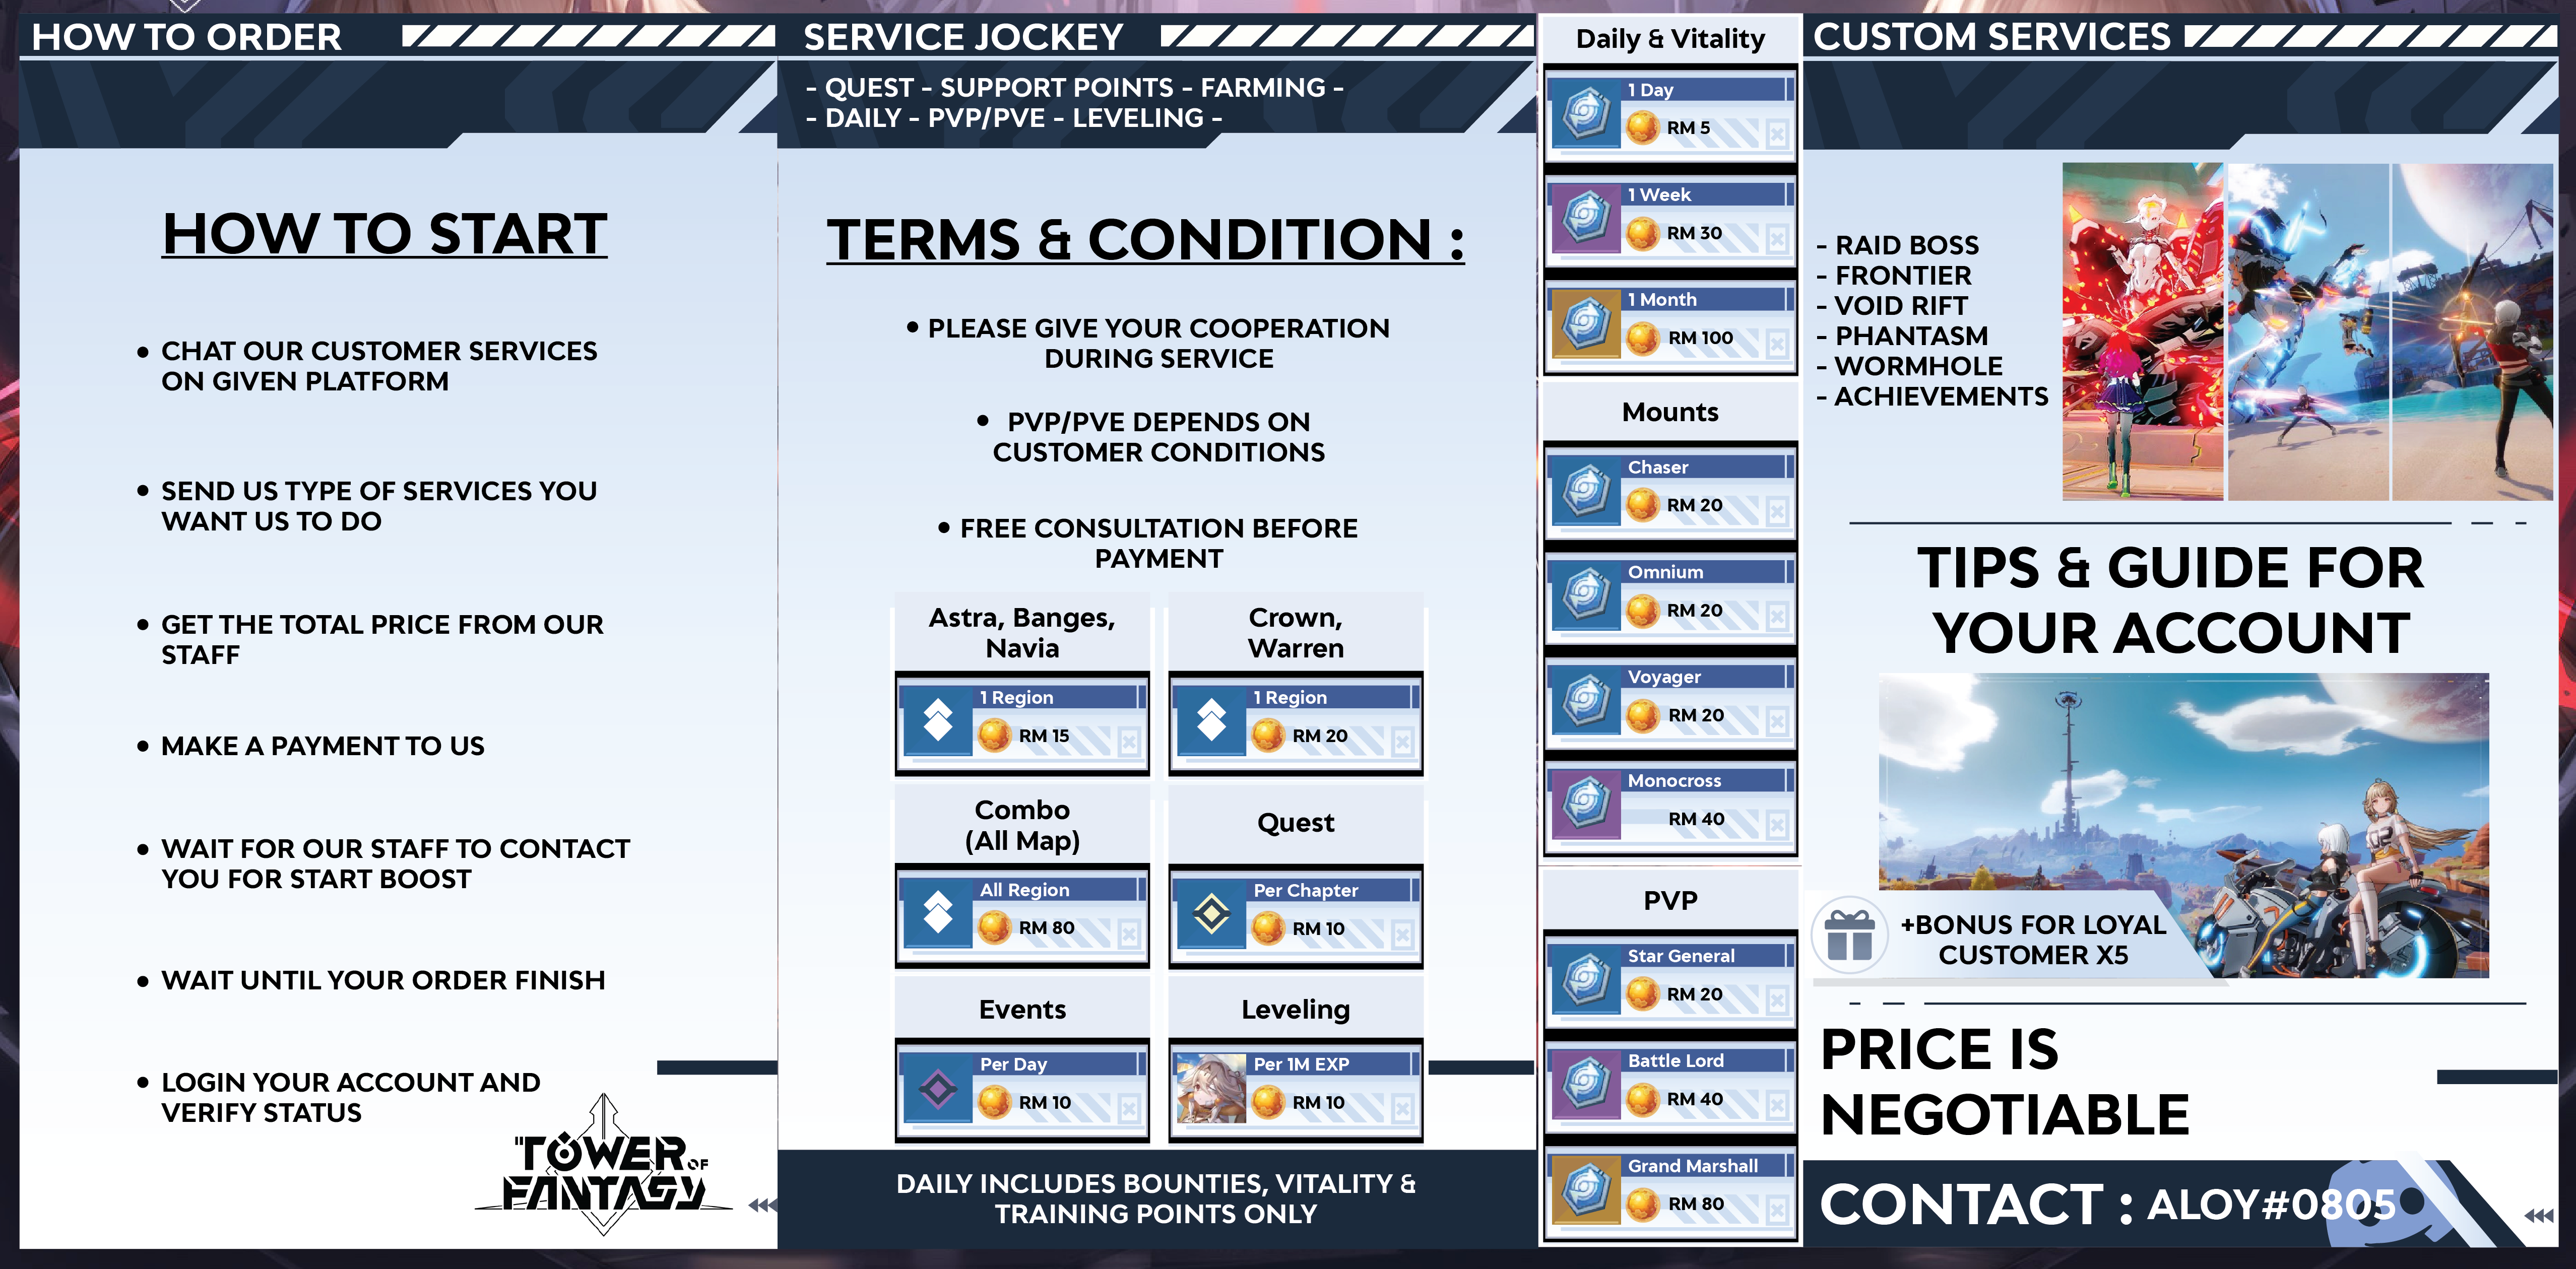 HOW TO ORDER
HOW TO START
• CHAT OUR CUSTOMER SERVICES
ON GIVEN PLATFORM
• SEND US TYPE OF SERVICES YOU
WANT US TO DO
• GET THE TOTAL PRICE FROM OUR
STAFF
• MAKE A PAYMENT TO US
• WAIT FOR OUR STAFF TO CONTACT
YOU FOR START BOOST
• WAIT UNTIL YOUR ORDER FINISH
• LOGIN YOUR ACCOUNT AND
VERIFY STATUS
TOWER OF
FANTASY
SERVICE JOCKEY
- QUEST - SUPPORT POINTS - FARMING -
- DAILY - PVP/PVE - LEVELING -
TERMS & CONDITION :
• PLEASE GIVE YOUR COOPERATION
DURING SERVICE
• PVP/PVE DEPENDS ON
CUSTOMER CONDITIONS
• FREE CONSULTATION BEFORE
PAYMENT
Astra, Banges,
Navia
1 Region
RM 15
Crown,
Warren
1 Region
RM 20
Combo
(All Map)
All Region
RM 80
Quest
Per Chapter
RM 10
Events
Per Day
RM 10
Leveling
Per 1M EXP
RM 10
DAILY INCLUDES BOUNTIES, VITALITY &
TRAINING POINTS ONLY
Daily & Vitality
1 Day
RM 5
1 Week
RM 30
1 Month
RM 100
Mounts
Chaser
RM 20
Omnium
RM 20
Voyager
RM 20
Monocross
RM 40
PVP
Star General
RM 20
Battle Lord
RM 40
Grand Marshall
RM 80
CUSTOM SERVICES
- RAID BOSS
- FRONTIER
- VOID RIFT
- PHANTASM
- WORMHOLE
- ACHIEVEMENTS
TIPS & GUIDE FOR
YOUR ACCOUNT
+BONUS FOR LOYAL
CUSTOMER X5
PRICE IS
NEGOTIABLE
CONTACT : ALOY#0805